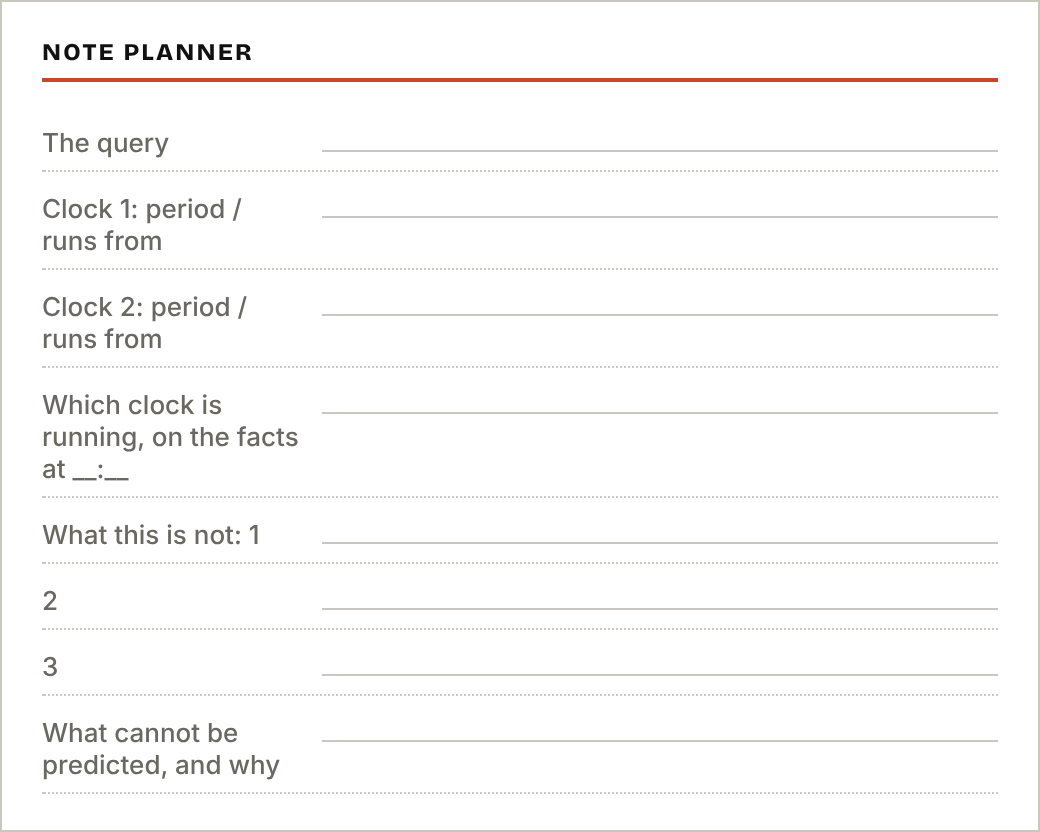 NOTE PLANNER
The query
Clock 1: period /
runs from
Clock 2: period /
runs from
Which clock is
running, on the facts
at __:__
What this is not: 1
2
3
What cannot be
predicted, and why